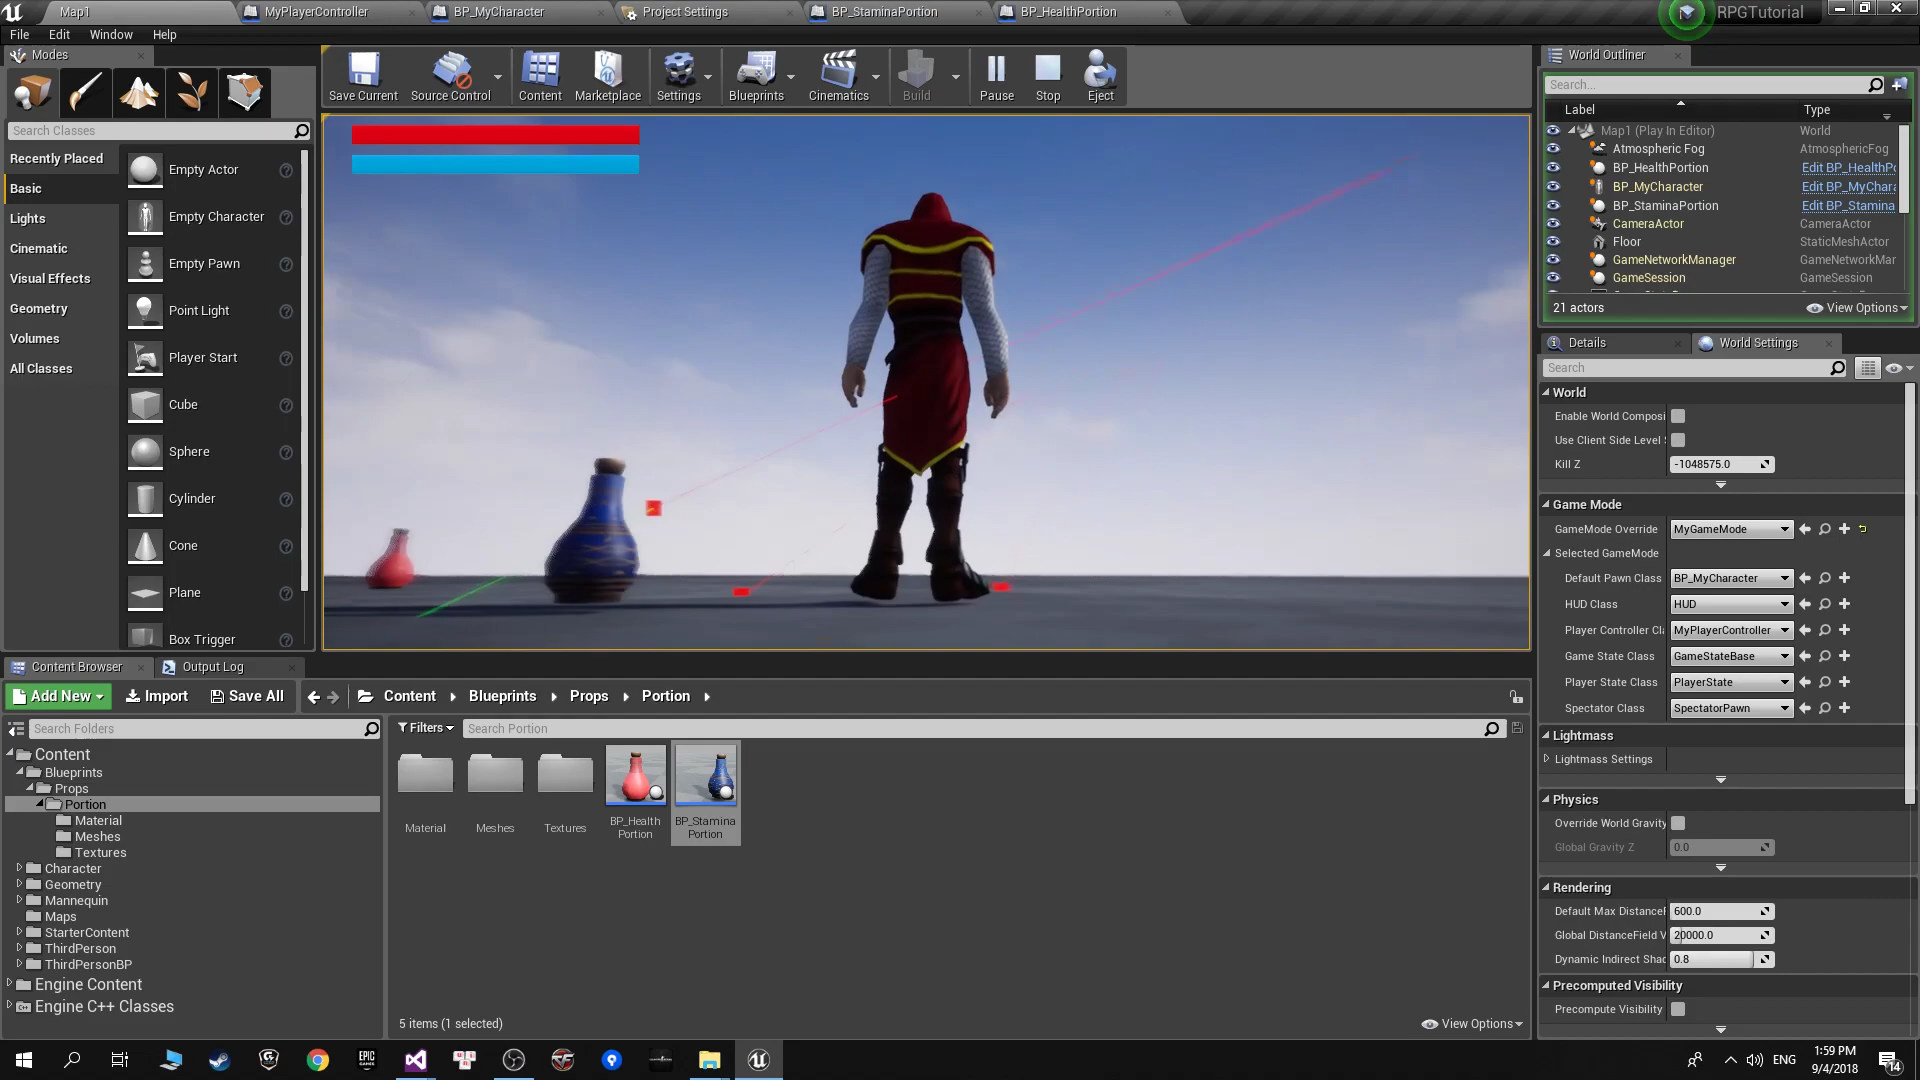 Map1
MyPlayerController
BP_MyCharacter
Project Settings
BP_StaminaPortion
BP_HealthPortion
RPGTutorial
File Edit Window Help
Modes
Search Classes
Recently Placed
Basic
Lights
Cinematic
Visual Effects
Geometry
Volumes
All Classes
Empty Actor
Empty Character
Empty Pawn
Point Light
Player Start
Cube
Sphere
Cylinder
Cone
Plane
Box Trigger
Save Current
Source Control
Content
Marketplace
Settings
Blueprints
Cinematics
Build
Pause
Stop
Eject
World Outliner
Search...
Label Type
Map1 (Play In Editor) World
Atmospheric Fog AtmosphericFog
BP_HealthPortion Edit BP_HealthPo
BP_MyCharacter Edit BP_MyChara
BP_StaminaPortion Edit BP_Stamina
CameraActor CameraActor
Floor StaticMeshActor
GameNetworkManager GameNetworkMar
GameSession GameSession
21 actors
View Options
Details
World Settings
Search
World
Enable World Composi
Use Client Side Level
Kill Z -1048575.0
Game Mode
GameMode Override MyGameMode
Selected GameMode
Default Pawn Class BP_MyCharacter
HUD Class HUD
Player Controller Cl MyPlayerController
Game State Class GameStateBase
Player State Class PlayerState
Spectator Class SpectatorPawn
Lightmass
Lightmass Settings
Physics
Override World Gravity
Global Gravity Z 0.0
Rendering
Default Max DistanceF 600.0
Global DistanceField V 20000.0
Dynamic Indirect Shac 0.8
Precomputed Visibility
Precompute Visibility
Content Browser
Output Log
Add New
Import
Save All
Content Blueprints Props Portion
Search Folders
Filters
Search Portion
Content
Blueprints
Props
Portion
Material
Meshes
Textures
Character
Geometry
Mannequin
Maps
StarterContent
ThirdPerson
ThirdPersonBP
Engine Content
Engine C++ Classes
Material
Meshes
Textures
BP_Health
Portion
BP_Stamina
Portion
5 items (1 selected)
View Options
EPIC
GAMES
ENG
1:59 PM
9/4/2018
14